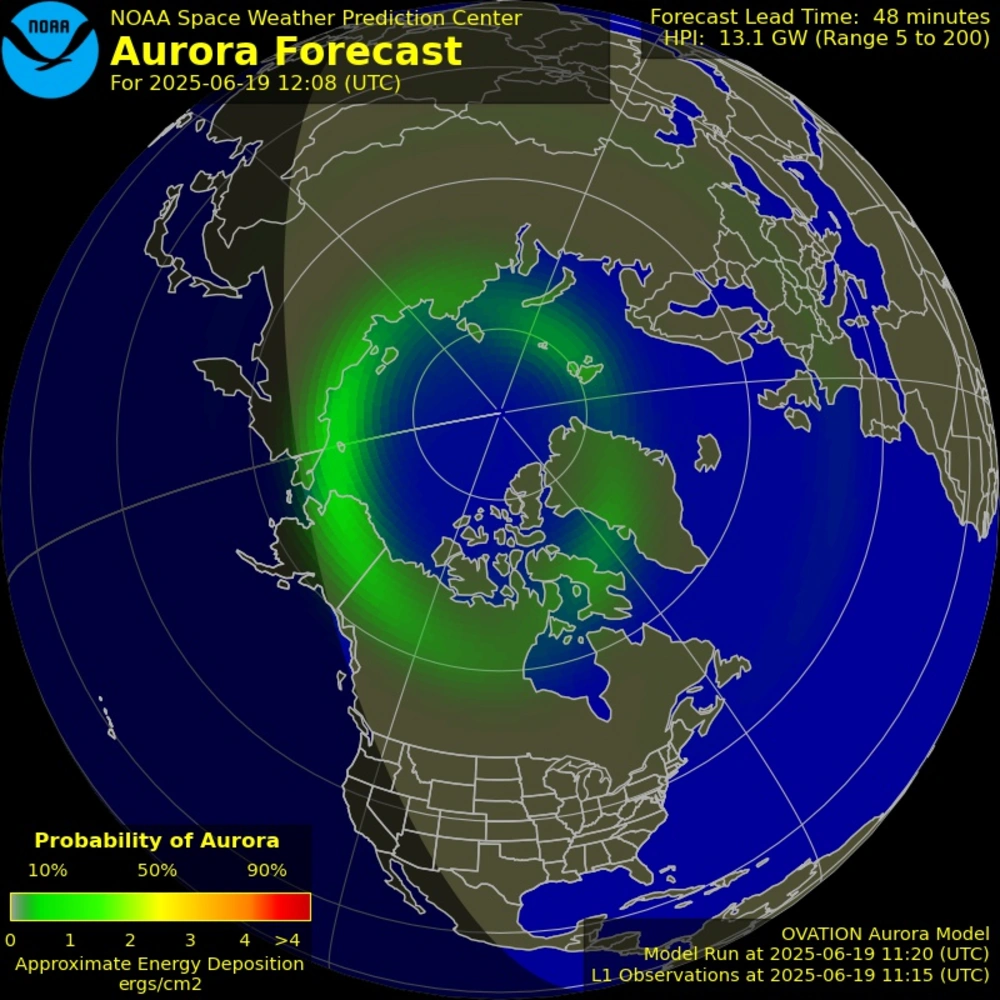 NOAA
NOAA Space Weather Prediction Center
Aurora Forecast
For 2025-06-19 12:08 (UTC)
Forecast Lead Time: 48 minutes
HPI: 13.1 GW (Range 5 to 200)
Probability of Aurora
10% 50% 90%
0 1 2 3 4 >4
Approximate Energy Deposition
ergs/cm2
OVATION Aurora Model
Model Run at 2025-06-19 11:20 (UTC)
L1 Observations at 2025-06-19 11:15 (UTC)